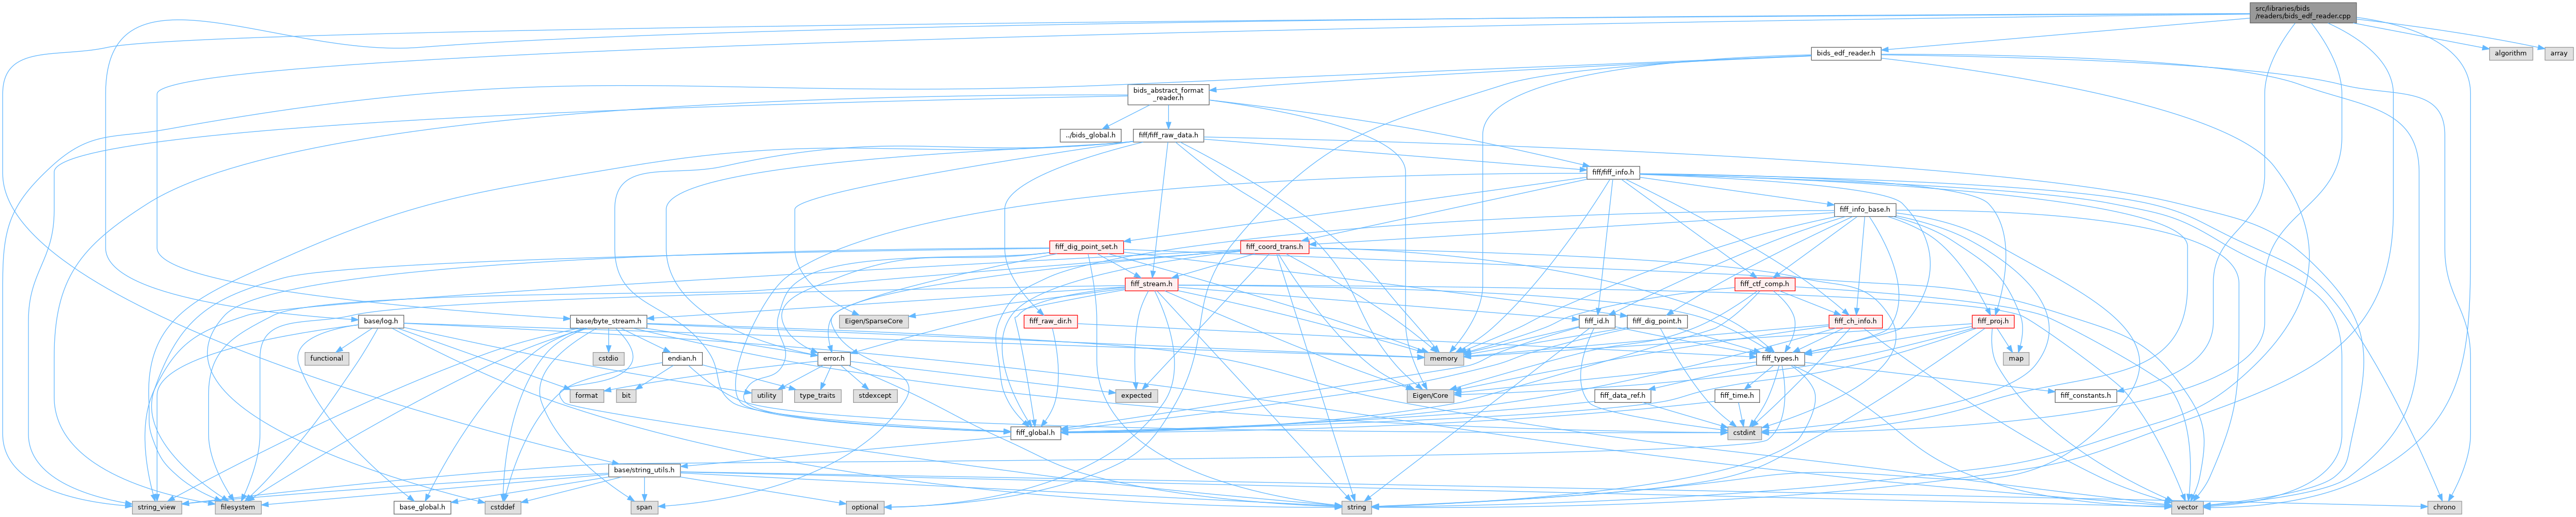 src/libraries/bids
/readers/bids_edf_reader.cpp
bids_edf_reader.h
algorithm
array
bids_abstract_format
_reader.h
../bids_global.h
fiff/fiff_raw_data.h
fiff/fiff_info.h
fiff_info_base.h
fiff_dig_point_set.h
fiff_coord_trans.h
fiff_stream.h
fiff_ctf_comp.h
base/log.h
base/byte_stream.h
Eigen/SparseCore
fiff_raw_dir.h
fiff_id.h
fiff_dig_point.h
fiff_ch_info.h
fiff_proj.h
functional
cstdio
endian.h
error.h
memory
fiff_types.h
map
format
bit
utility
type_traits
stdexcept
expected
Eigen/Core
fiff_data_ref.h
fiff_time.h
fiff_constants.h
fiff_global.h
cstdint
base/string_utils.h
string_view
filesystem
base_global.h
cstddef
span
optional
string
vector
chrono